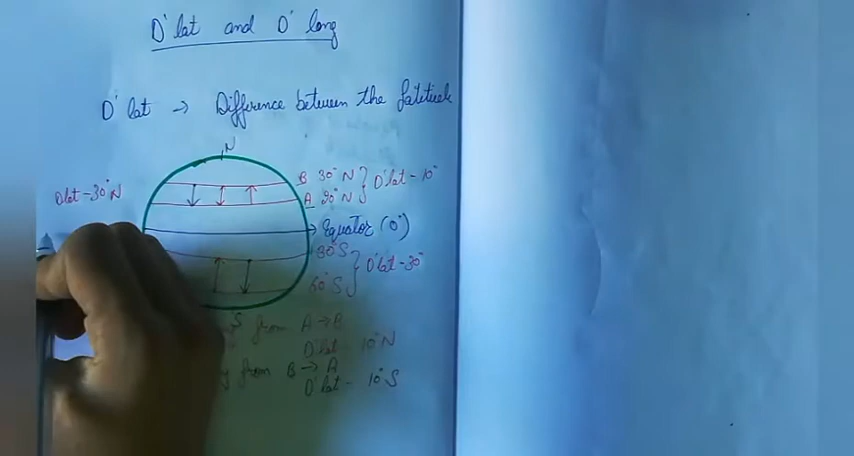 D'lat and D'long
D'lat → Difference between the Latitude
N
B 30°N } D'lat - 10°
A 20°N
Dlat - 30°N
Equator (0°)
30°S } D'lat - 30°
60°S
from A → B
D'lat - 10°N
from B → A
D'lat - 10°S